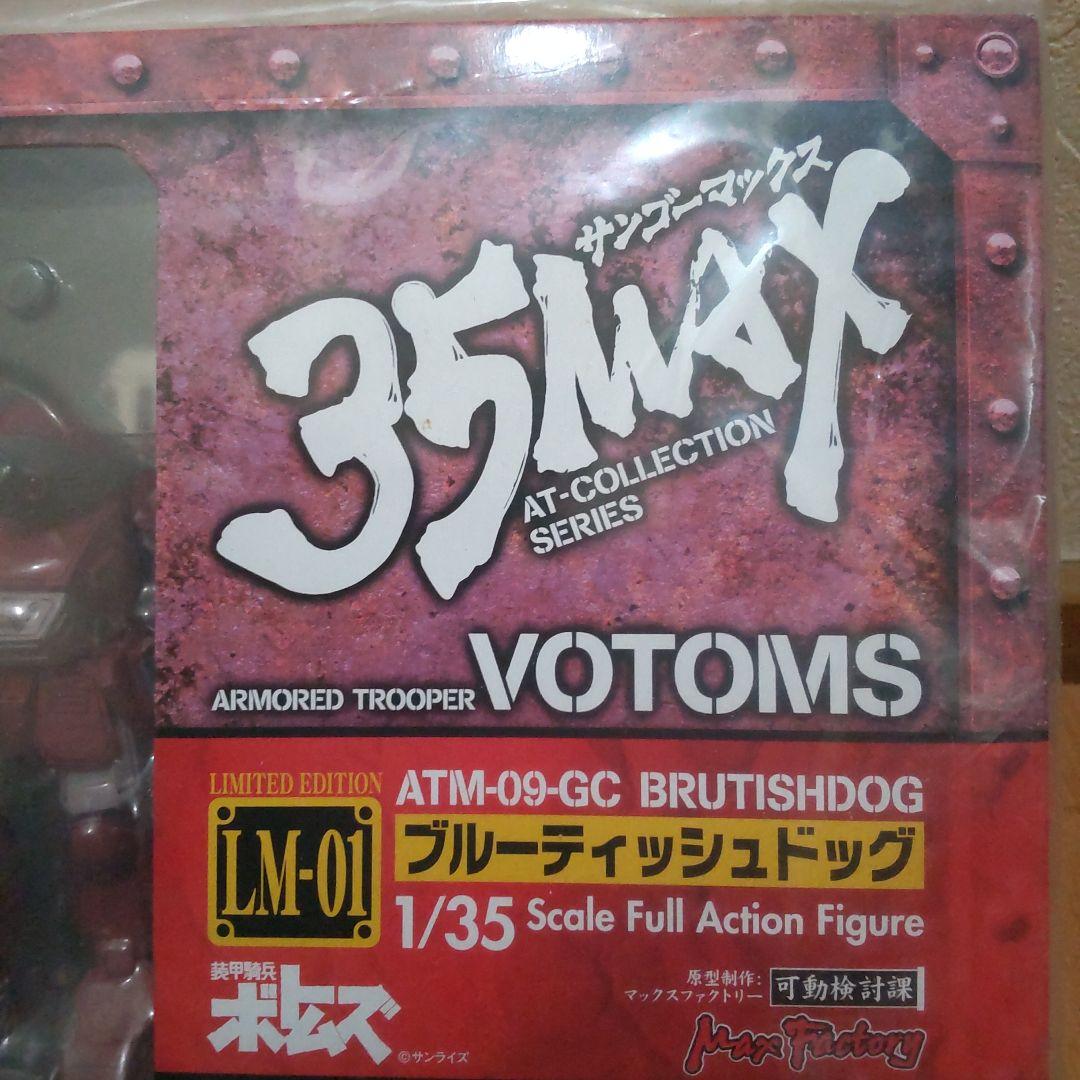 サンゴーマックス
35MAX
AT-COLLECTION
SERIES
ARMORED TROOPER VOTOMS
LIMITED EDITION
LM-01
ATM-09-GC BRUTISHDOG
ブルーティッシュドッグ
1/35 Scale Full Action Figure
装甲騎兵
ボトムズ
©サンライズ
原型制作:
マックスファクトリー 可動検討課
Max Factory